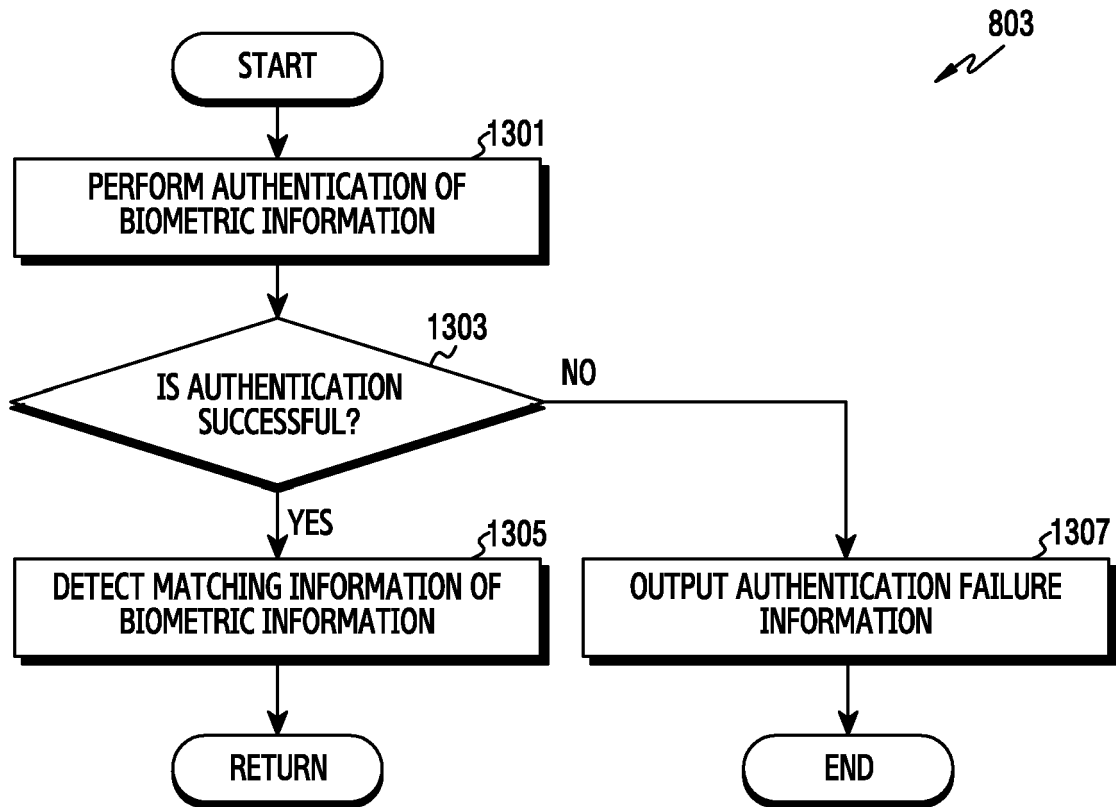 803
START
1301
PERFORM AUTHENTICATION OF
BIOMETRIC INFORMATION
1303
IS AUTHENTICATION
SUCCESSFUL?
NO
YES
1305
DETECT MATCHING INFORMATION OF
BIOMETRIC INFORMATION
1307
OUTPUT AUTHENTICATION FAILURE
INFORMATION
RETURN
END